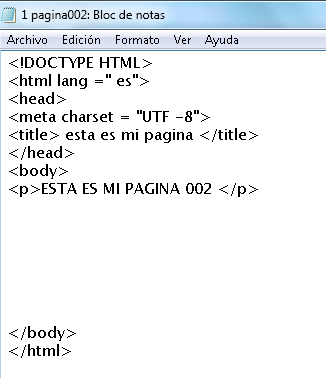 1 pagina002: Bloc de notas
Archivo Edición Formato Ver Ayuda
<!DOCTYPE HTML>
<html lang =" es">
<head>
<meta charset = "UTF -8">
<title> esta es mi pagina </title>
</head>
<body>
<p>ESTA ES MI PAGINA 002 </p>
</body>
</html>